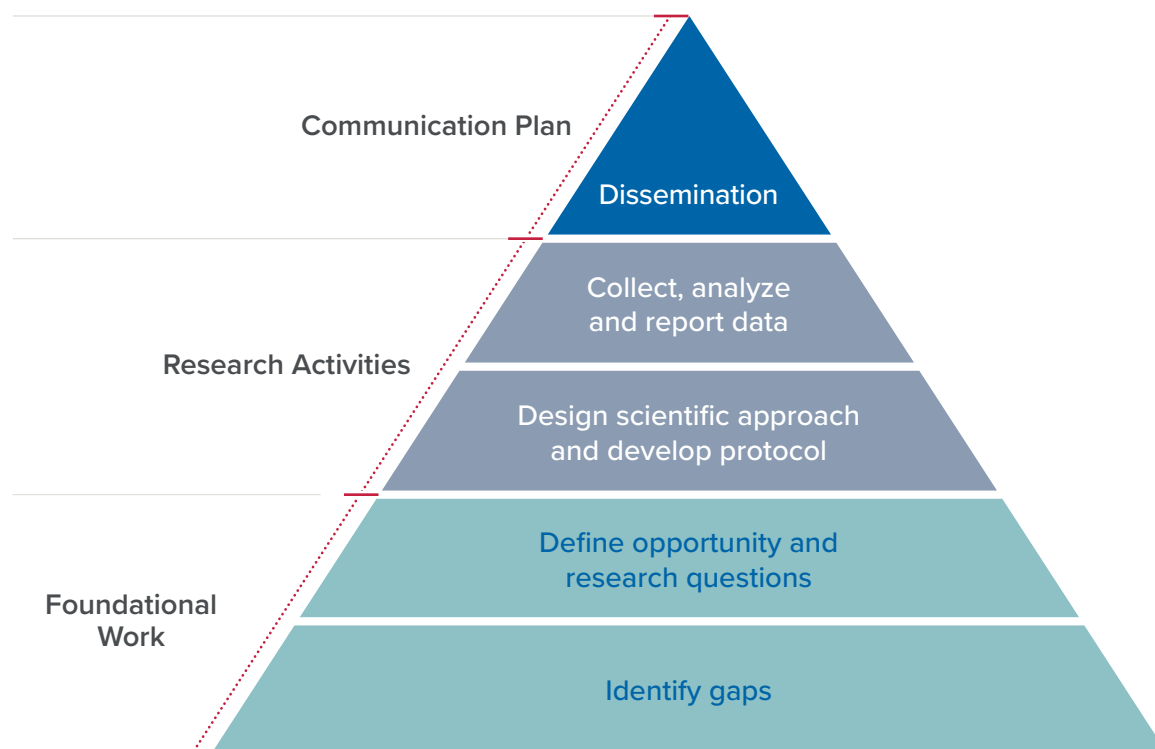 Communication Plan
Dissemination
Collect, analyze
and report data
Research Activities
Design scientific approach
and develop protocol
Define opportunity and
research questions
Foundational
Work
Identify gaps